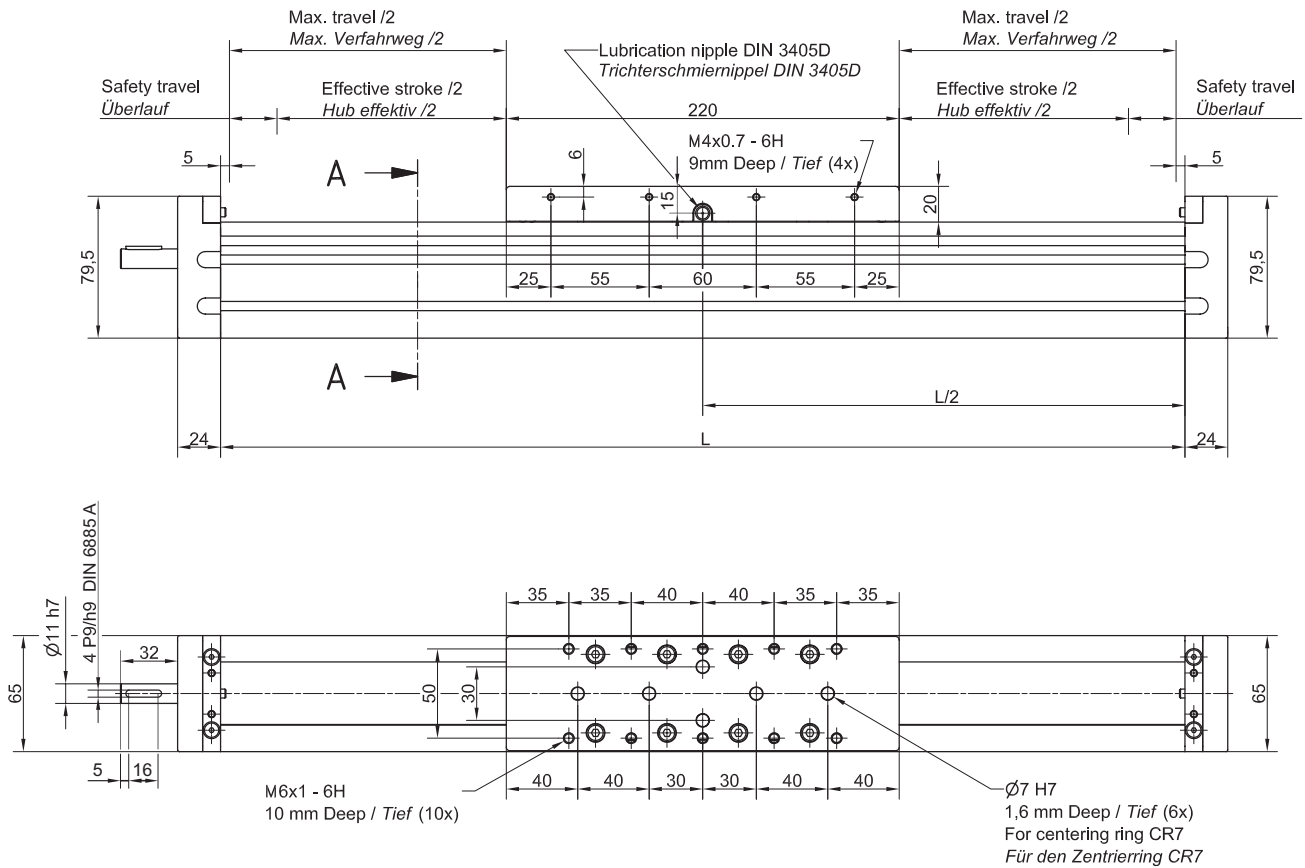 Max. travel /2
Max. Verfahrweg /2
Lubrication nipple DIN 3405D
Trichterschmiernippel DIN 3405D
Max. travel /2
Max. Verfahrweg /2
Safety travel
Überlauf
Effective stroke /2
Hub effektiv /2
220
Effective stroke /2
Hub effektiv /2
Safety travel
Überlauf
M4x0.7 - 6H
9mm Deep / Tief (4x)
5
A
6
15
20
5
79,5
25
55
60
55
25
79,5
A
L/2
24
L
24
Ø11 h7
4 P9/h9 DIN 6885 A
32
35
35
40
40
35
35
65
50
30
65
5
16
M6x1 - 6H
10 mm Deep / Tief (10x)
40
40
30
30
40
40
Ø7 H7
1,6 mm Deep / Tief (6x)
For centering ring CR7
Für den Zentrierring CR7